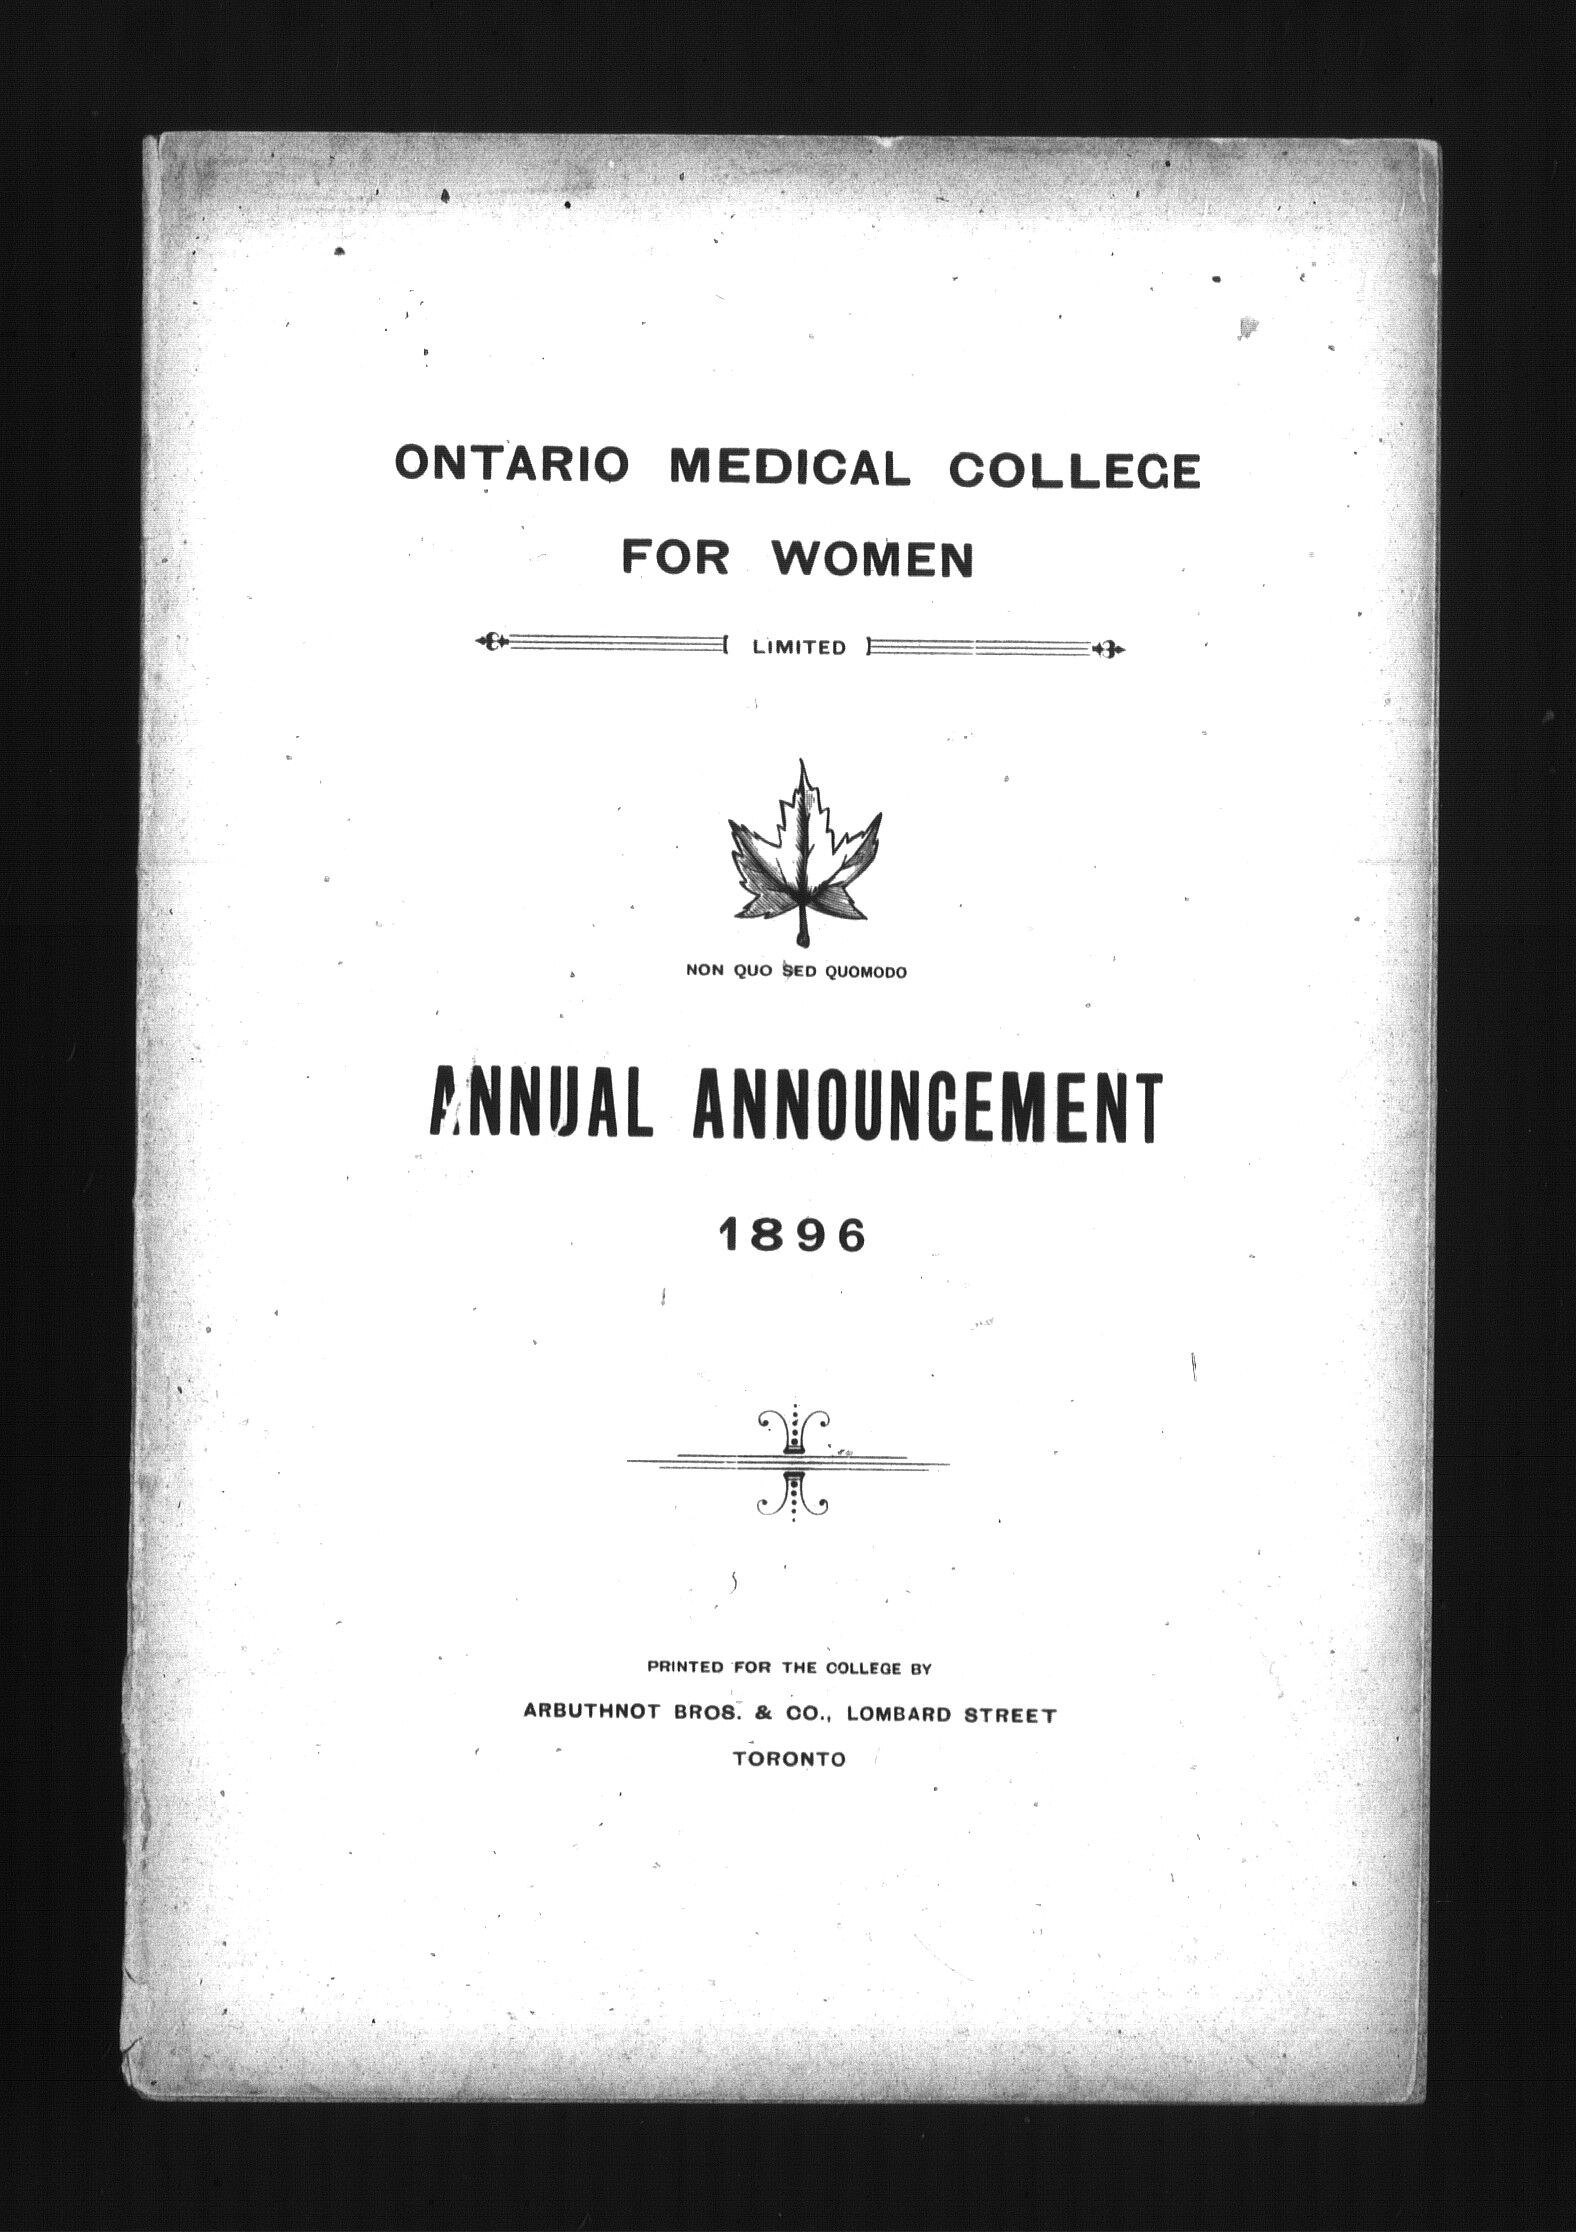 ONTARIO MEDICAL COLLEGE
FOR WOMEN
LIMITED
NON QUO SED QUOMODO
ANNUAL ANNOUNCEMENT
1896
PRINTED FOR THE COLLEGE BY
ARBUTHNOT BROS. & CO., LOMBARD STREET
TORONTO